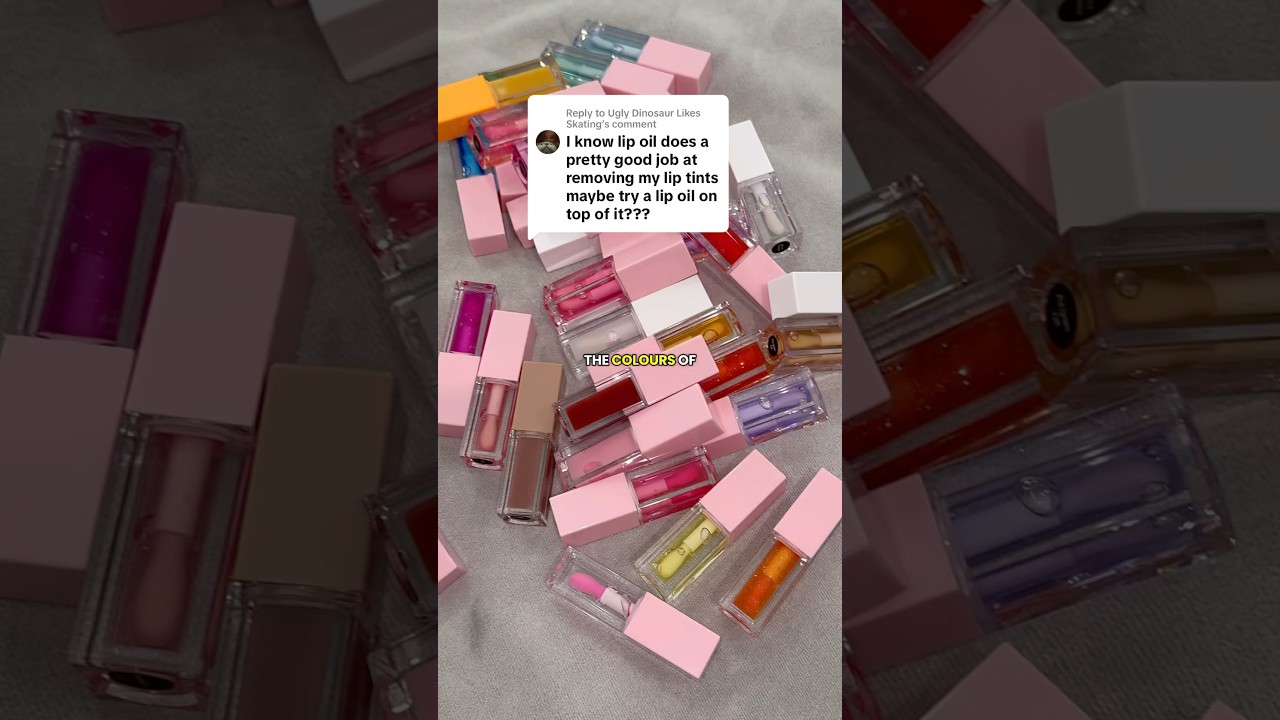 Reply to Ugly Dinosaur Likes
Skating's comment
I know lip oil does a
pretty good job at
removing my lip tints
maybe try a lip oil on
top of it???
THE COLOURS OF